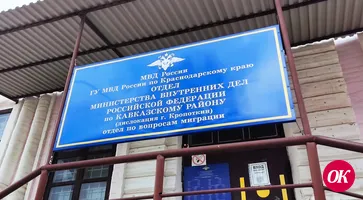 МВД России
ГУ МВД России по Краснодарскому краю
ОТДЕЛ
МИНИСТЕРСТВА ВНУТРЕННИХ ДЕЛ
РОССИЙСКОЙ ФЕДЕРАЦИИ
по КАВКАЗСКОМУ РАЙОНУ
(дислокация г. Кропоткин)
отдел по вопросам миграции
ОК